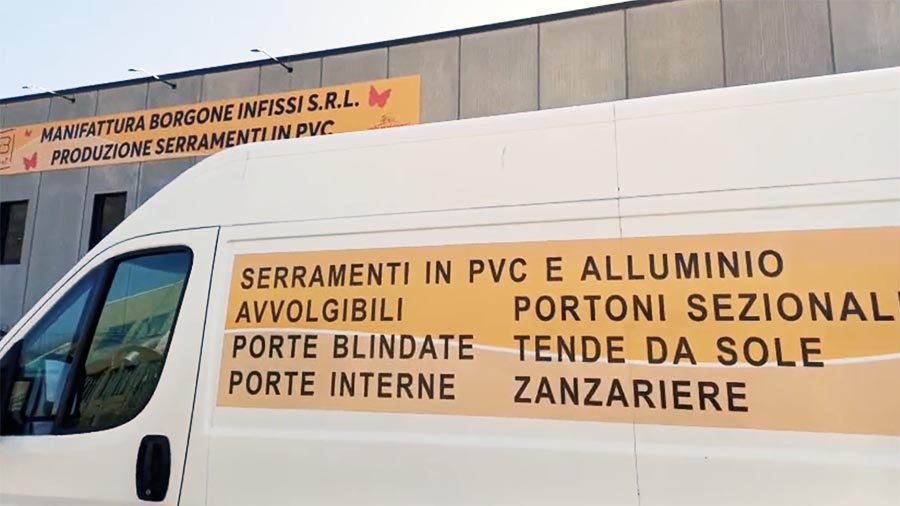 MANIFATTURA BORGONE INFISSI S.R.L.
PRODUZIONE SERRAMENTI IN PVC
SERRAMENTI IN PVC E ALLUMINIO
AVVOLGIBILI PORTONI SEZIONALI
PORTE BLINDATE TENDE DA SOLE
PORTE INTERNE ZANZARIERE